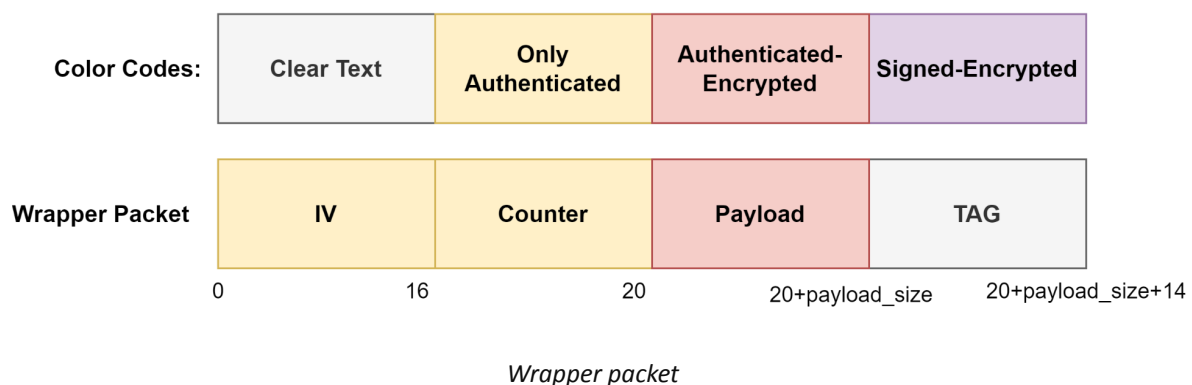 Color Codes:
Clear Text
Only
Authenticated
Authenticated-
Encrypted
Signed-Encrypted
Wrapper Packet
IV
Counter
Payload
TAG
0
16
20
20+payload_size
20+payload_size+14
Wrapper packet